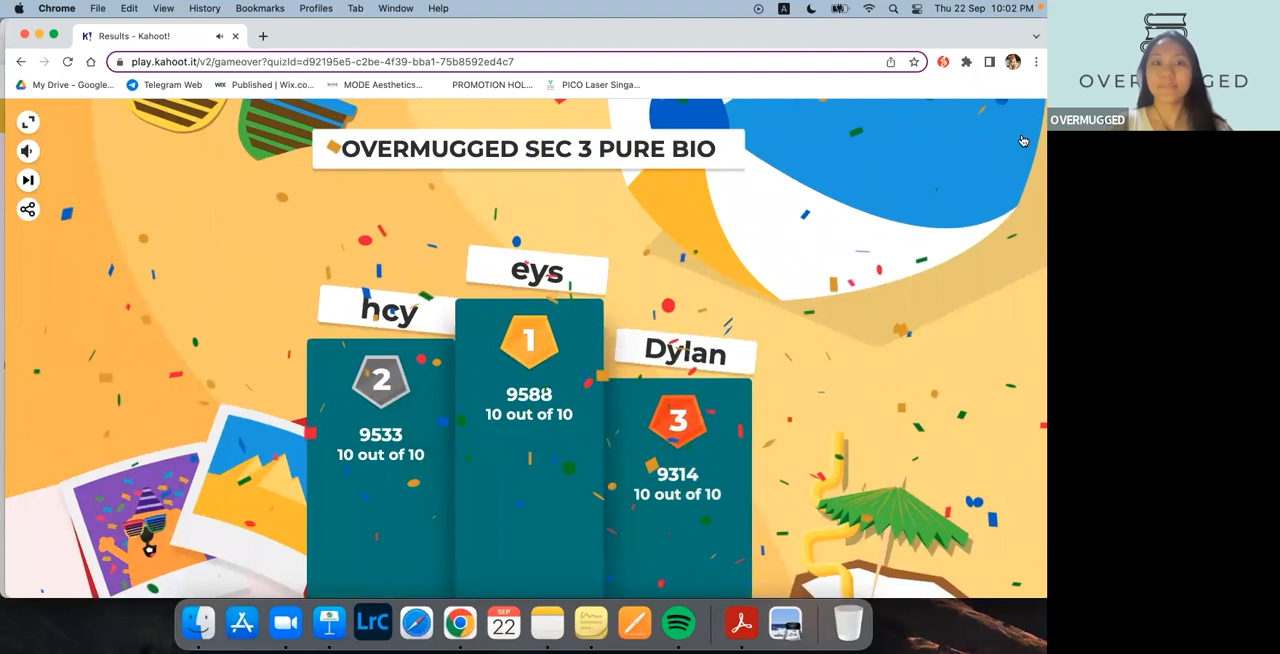 Chrome File Edit View History Bookmarks Profiles Tab Window Help
A
Thu 22 Sep 10:02 PM
K! Results - Kahoot!
play.kahoot.it/v2/gameover?quizId=d92195e5-c2be-4f39-bba1-75b8592ed4c7
My Drive - Google...
Telegram Web
WIX Published | Wix.co...
MODE Aesthetics...
PROMOTION HOL...
PICO Laser Singa...
OVERMUGGED SEC 3 PURE BIO
eys
hcy
Dylan
1
9588
10 out of 10
2
9533
10 out of 10
3
9314
10 out of 10
OVERMUGGED
LrC
SEP
22